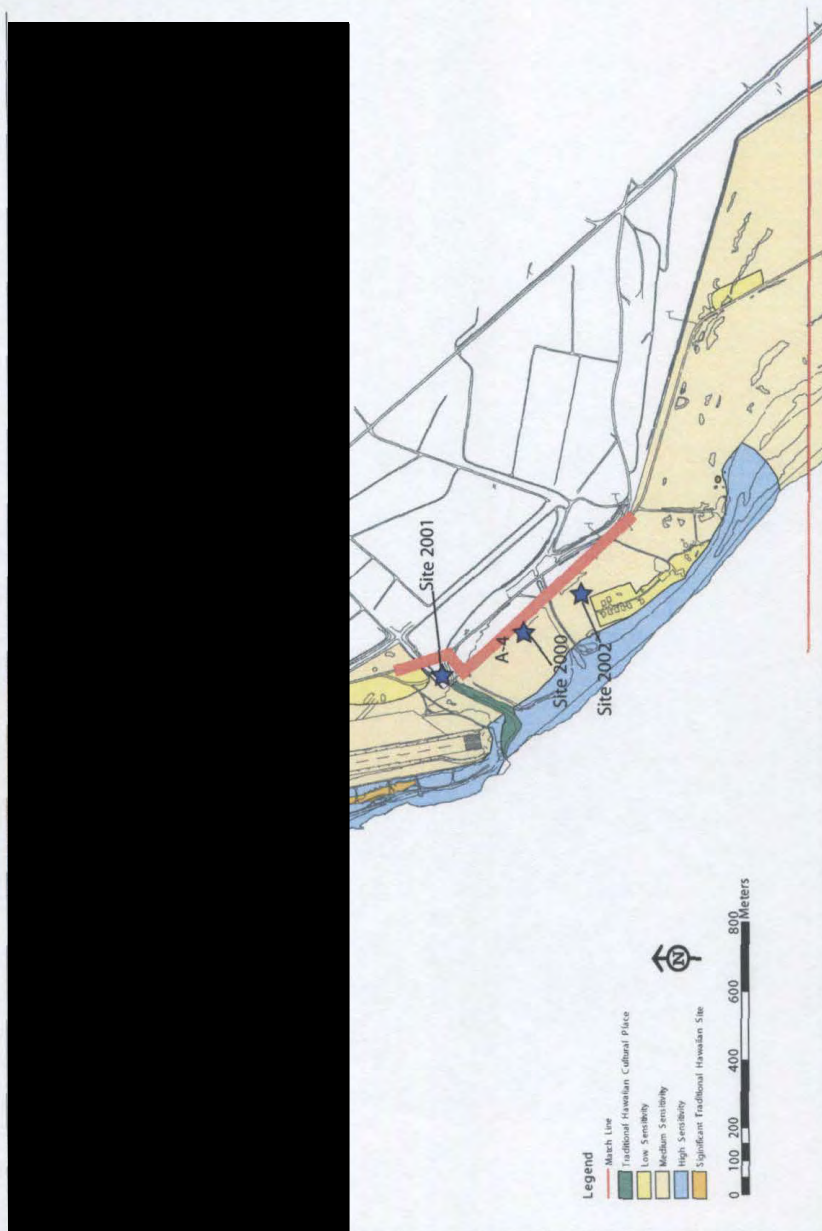 Site 2001
A-4
Site 2000
Site 2002
Legend
Match Line
Traditional Hawaiian Cultural Place
Low Sensitivity
Medium Sensitivity
High Sensitivity
Siginificant Traditional Hawaiian Site
N
0 100 200 400 600 800
Meters